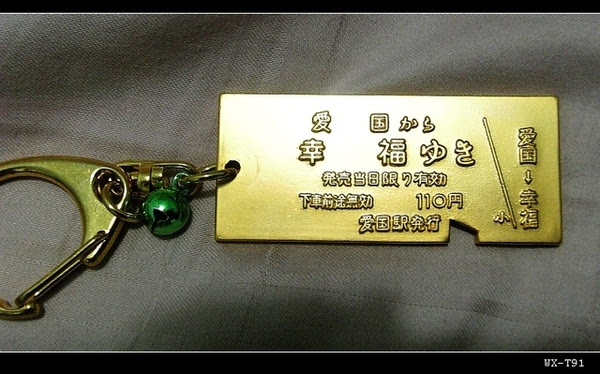 愛国から
幸福ゆき
発売当日限り有効
下車前途無効 110円
愛国駅発行
愛国→幸福
小
WX-T91